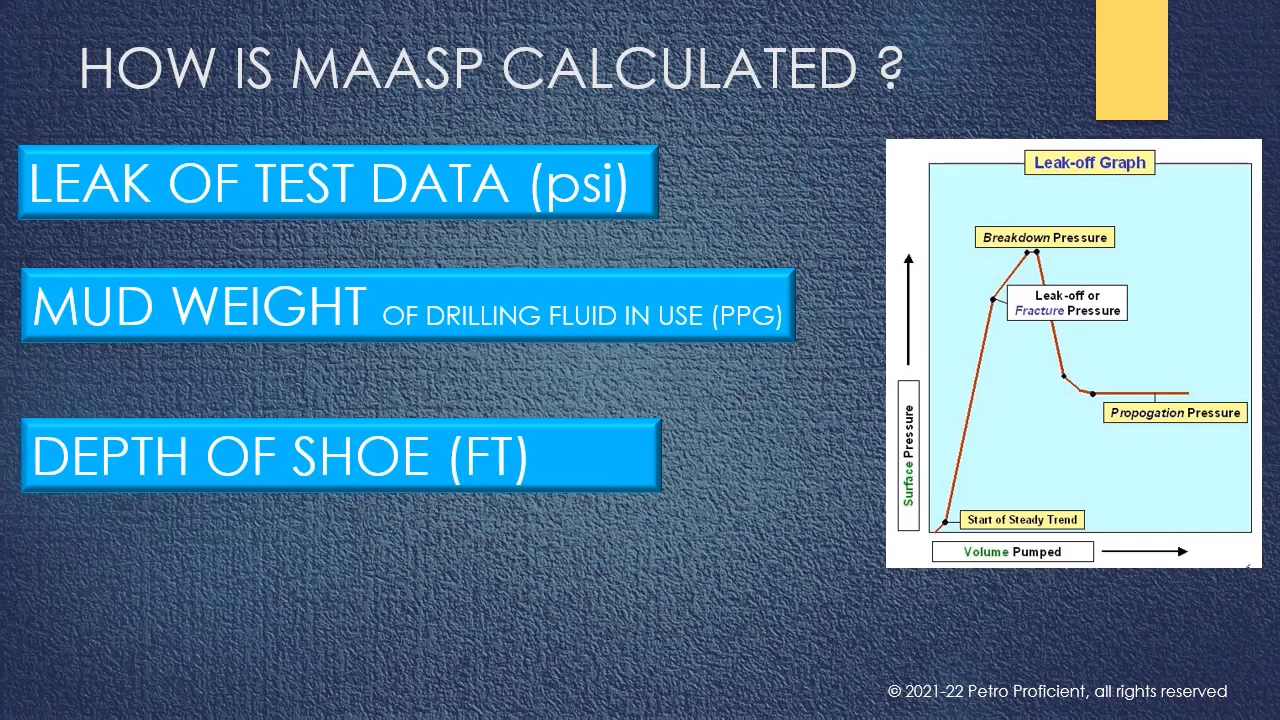 HOW IS MAASP CALCULATED ?
LEAK OF TEST DATA (psi)
MUD WEIGHT OF DRILLING FLUID IN USE (PPG)
DEPTH OF SHOE (FT)
Leak-off Graph
Breakdown Pressure
Leak-off or
Fracture Pressure
Propogation Pressure
Surface Pressure
Start of Steady Trend
Volume Pumped
© 2021-22 Petro Proficient, all rights reserved